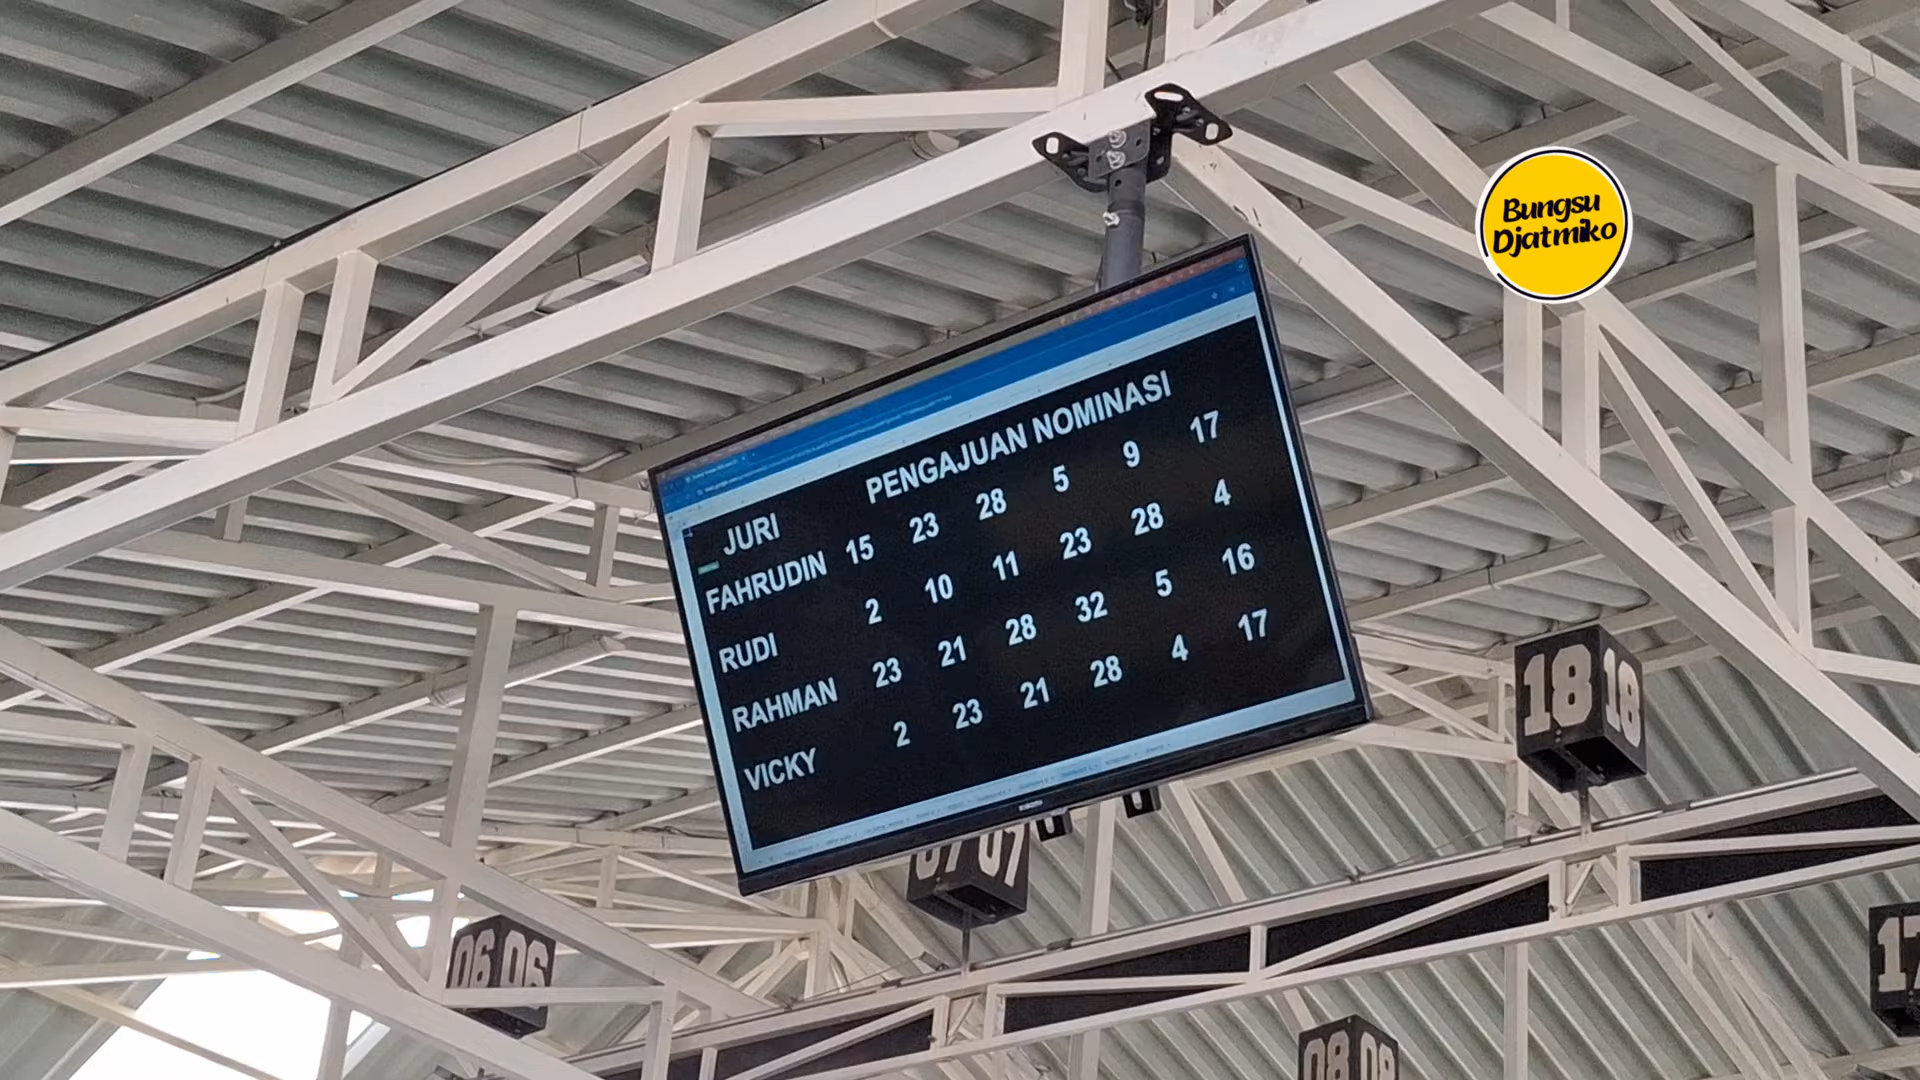 Bungsu
Djatmiko
JURI PENGAJUAN NOMINASI
FAHRUDIN 15 23 28 5 9 17
RUDI 2 10 11 23 28 4
RAHMAN 23 21 28 32 5 16
VICKY 2 23 21 28 4 17
18 18
07 07
06 06
17
08 08